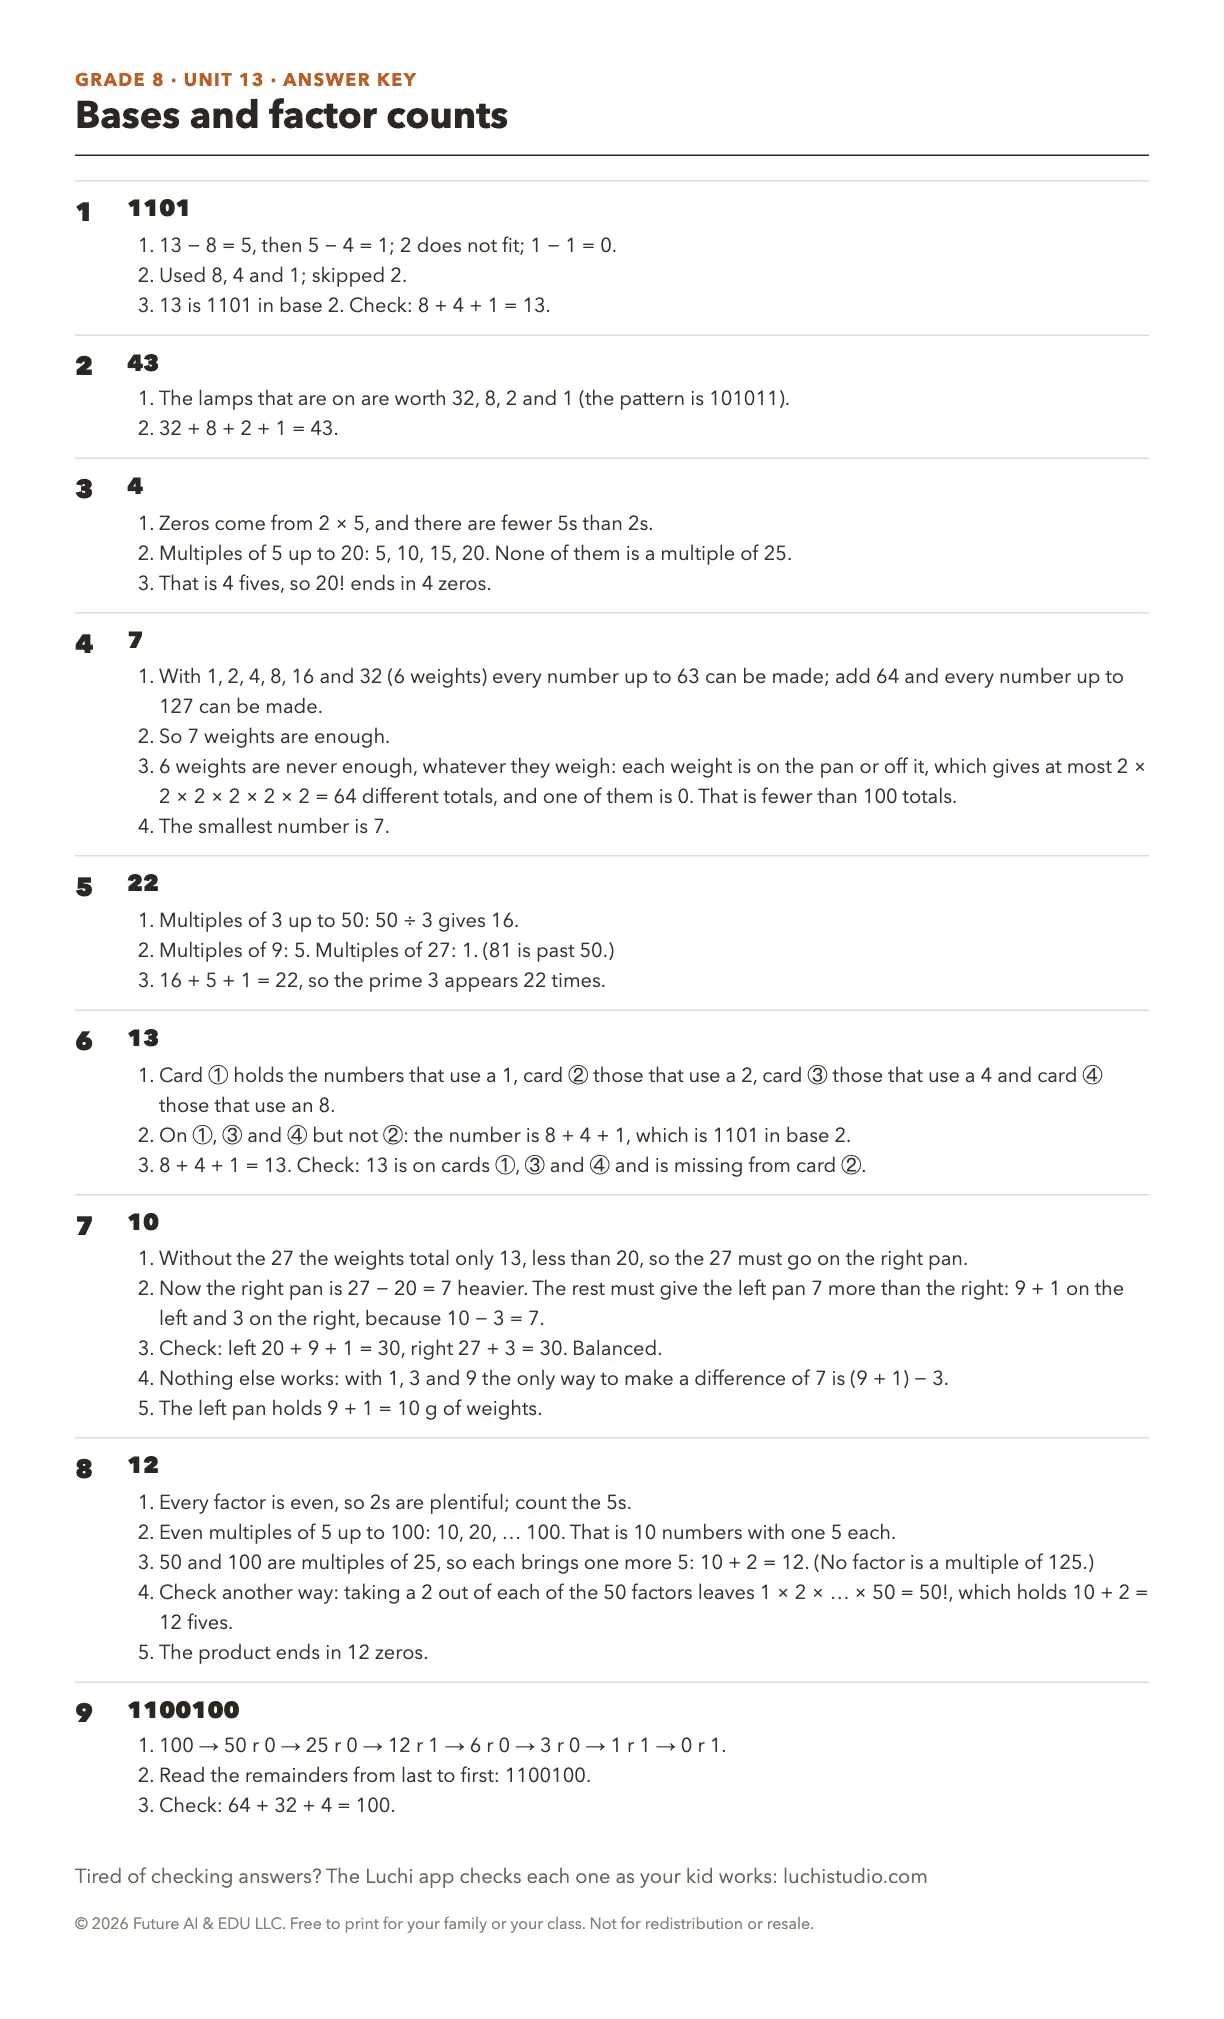 GRADE 8 · UNIT 13 · ANSWER KEY
Bases and factor counts
1 1101
1. 13 − 8 = 5, then 5 − 4 = 1; 2 does not fit; 1 − 1 = 0.
2. Used 8, 4 and 1; skipped 2.
3. 13 is 1101 in base 2. Check: 8 + 4 + 1 = 13.
2 43
1. The lamps that are on are worth 32, 8, 2 and 1 (the pattern is 101011).
2. 32 + 8 + 2 + 1 = 43.
3 4
1. Zeros come from 2 × 5, and there are fewer 5s than 2s.
2. Multiples of 5 up to 20: 5, 10, 15, 20. None of them is a multiple of 25.
3. That is 4 fives, so 20! ends in 4 zeros.
4 7
1. With 1, 2, 4, 8, 16 and 32 (6 weights) every number up to 63 can be made; add 64 and every number up to
127 can be made.
2. So 7 weights are enough.
3. 6 weights are never enough, whatever they weigh: each weight is on the pan or off it, which gives at most 2 ×
2 × 2 × 2 × 2 × 2 = 64 different totals, and one of them is 0. That is fewer than 100 totals.
4. The smallest number is 7.
5 22
1. Multiples of 3 up to 50: 50 ÷ 3 gives 16.
2. Multiples of 9: 5. Multiples of 27: 1. (81 is past 50.)
3. 16 + 5 + 1 = 22, so the prime 3 appears 22 times.
6 13
1. Card ① holds the numbers that use a 1, card ② those that use a 2, card ③ those that use a 4 and card ④
those that use an 8.
2. On ①, ③ and ④ but not ②: the number is 8 + 4 + 1, which is 1101 in base 2.
3. 8 + 4 + 1 = 13. Check: 13 is on cards ①, ③ and ④ and is missing from card ②.
7 10
1. Without the 27 the weights total only 13, less than 20, so the 27 must go on the right pan.
2. Now the right pan is 27 − 20 = 7 heavier. The rest must give the left pan 7 more than the right: 9 + 1 on the
left and 3 on the right, because 10 − 3 = 7.
3. Check: left 20 + 9 + 1 = 30, right 27 + 3 = 30. Balanced.
4. Nothing else works: with 1, 3 and 9 the only way to make a difference of 7 is (9 + 1) − 3.
5. The left pan holds 9 + 1 = 10 g of weights.
8 12
1. Every factor is even, so 2s are plentiful; count the 5s.
2. Even multiples of 5 up to 100: 10, 20, … 100. That is 10 numbers with one 5 each.
3. 50 and 100 are multiples of 25, so each brings one more 5: 10 + 2 = 12. (No factor is a multiple of 125.)
4. Check another way: taking a 2 out of each of the 50 factors leaves 1 × 2 × … × 50 = 50!, which holds 10 + 2 =
12 fives.
5. The product ends in 12 zeros.
9 1100100
1. 100 → 50 r 0 → 25 r 0 → 12 r 1 → 6 r 0 → 3 r 0 → 1 r 1 → 0 r 1.
2. Read the remainders from last to first: 1100100.
3. Check: 64 + 32 + 4 = 100.
Tired of checking answers? The Luchi app checks each one as your kid works: luchistudio.com
© 2026 Future AI & EDU LLC. Free to print for your family or your class. Not for redistribution or resale.